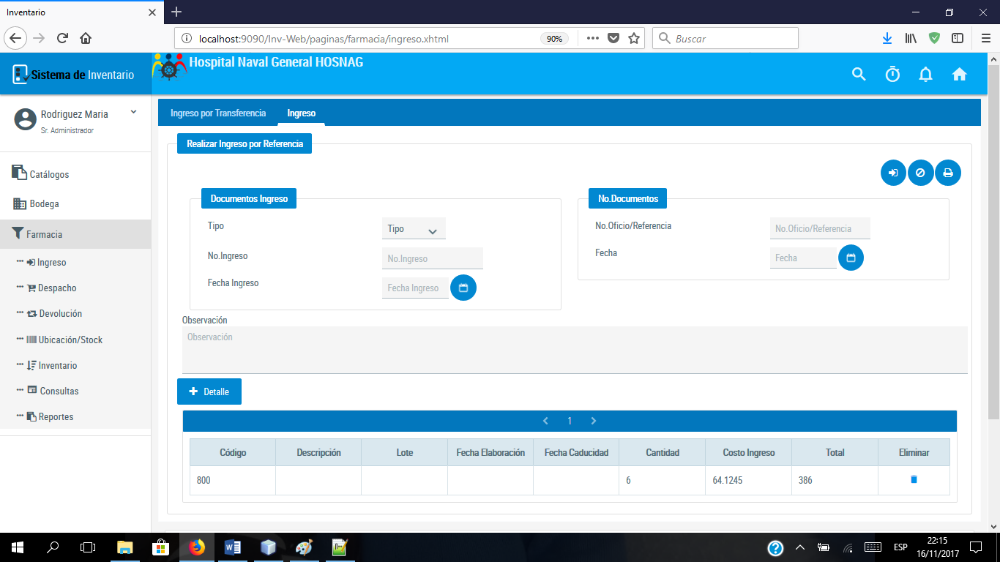 Inventario
localhost:9090/Inv-Web/paginas/farmacia/ingreso.xhtml
90%
Buscar
Sistema de Inventario
Hospital Naval General HOSNAG
Rodriguez Maria
Sr. Administrador
Catálogos
Bodega
Farmacia
Ingreso
Despacho
Devolución
Ubicación/Stock
Inventario
Consultas
Reportes
Ingreso por Transferencia
Ingreso
Realizar Ingreso por Referencia
Documentos Ingreso
Tipo
Tipo
No.Ingreso
No.Ingreso
Fecha Ingreso
Fecha Ingreso
No.Documentos
No.Oficio/Referencia
No.Oficio/Referencia
Fecha
Fecha
Observación
Observación
Detalle
1
Código Descripción Lote Fecha Elaboración Fecha Caducidad Cantidad Costo Ingreso Total Eliminar
800 6 64.1245 386
ESP
22:15
16/11/2017